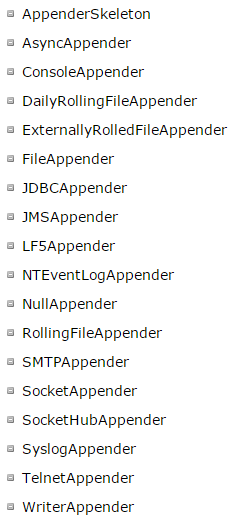 AppenderSkeleton
AsyncAppender
ConsoleAppender
DailyRollingFileAppender
ExternallyRolledFileAppender
FileAppender
JDBCAppender
JMSAppender
LF5Appender
NTEventLogAppender
NullAppender
RollingFileAppender
SMTPAppender
SocketAppender
SocketHubAppender
SyslogAppender
TelnetAppender
WriterAppender